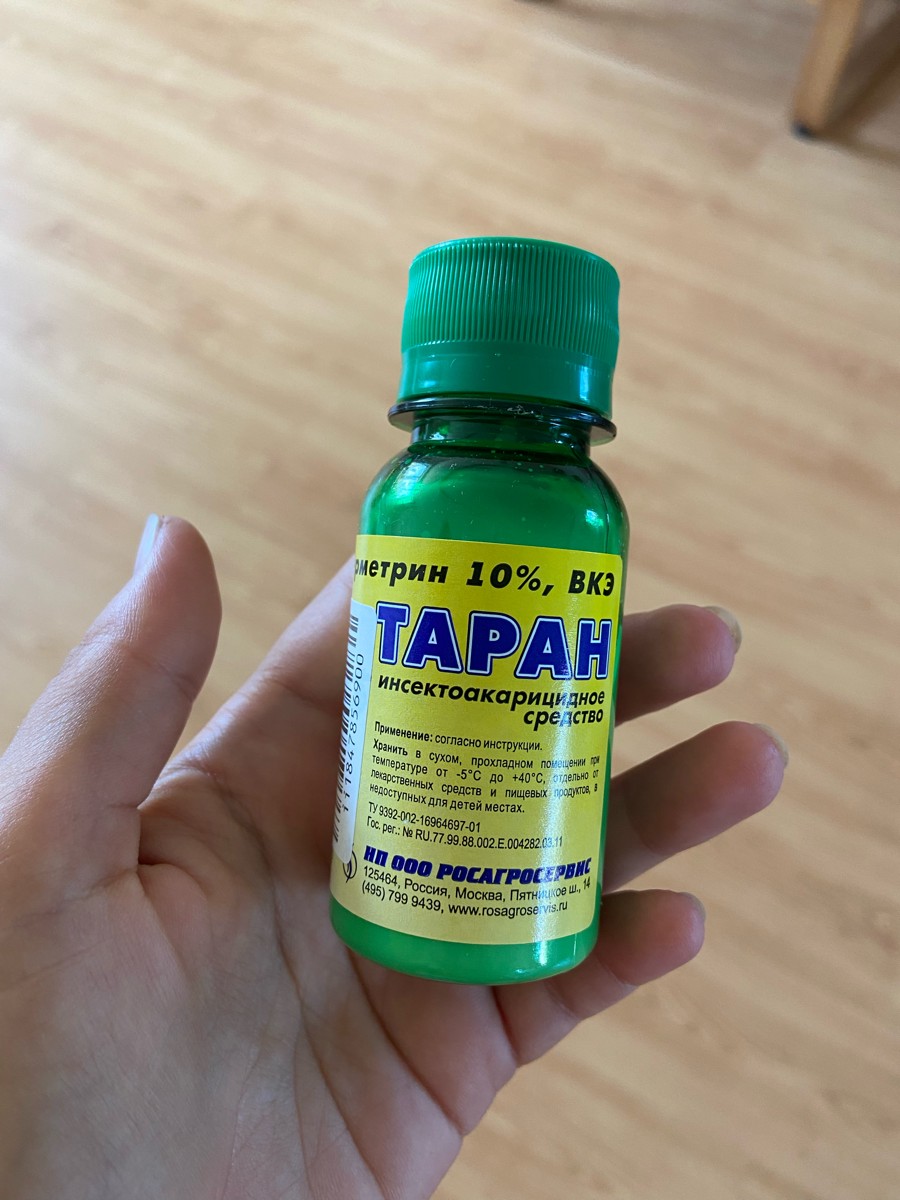 ометрин 10%, ВКЭ
ТАРАН
инсектоакарицидное
средство
Применение: согласно инструкции.
Хранить в сухом, прохладном помещении при
температуре от -5°С до +40°С, отдельно от
лекарственных средств и пищевых продуктов, в
недоступных для детей местах.
ТУ 9392-002-16964697-01
Гос. рег.: № RU.77.99.88.002.Е.004282.03.11
НП ООО РОСАГРОСЕРВИС
125464, Россия, Москва, Пятницкое ш., 14
(495) 799 9439, www.rosagroservis.ru
111847856900